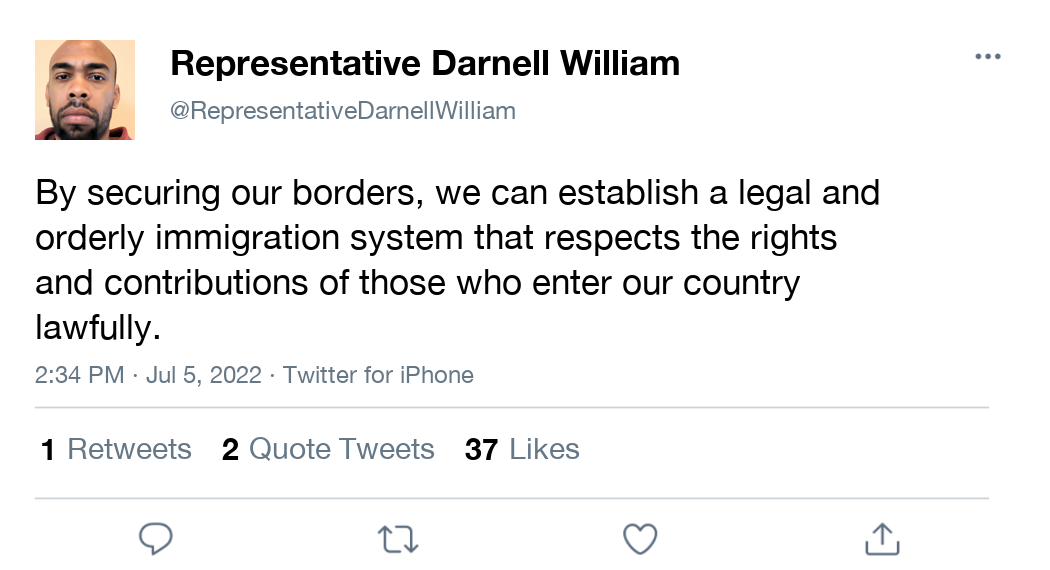 Representative Darnell William
@RepresentativeDarnellWilliam
By securing our borders, we can establish a legal and
orderly immigration system that respects the rights
and contributions of those who enter our country
lawfully.
2:34 PM · Jul 5, 2022 · Twitter for iPhone
1 Retweets 2 Quote Tweets 37 Likes